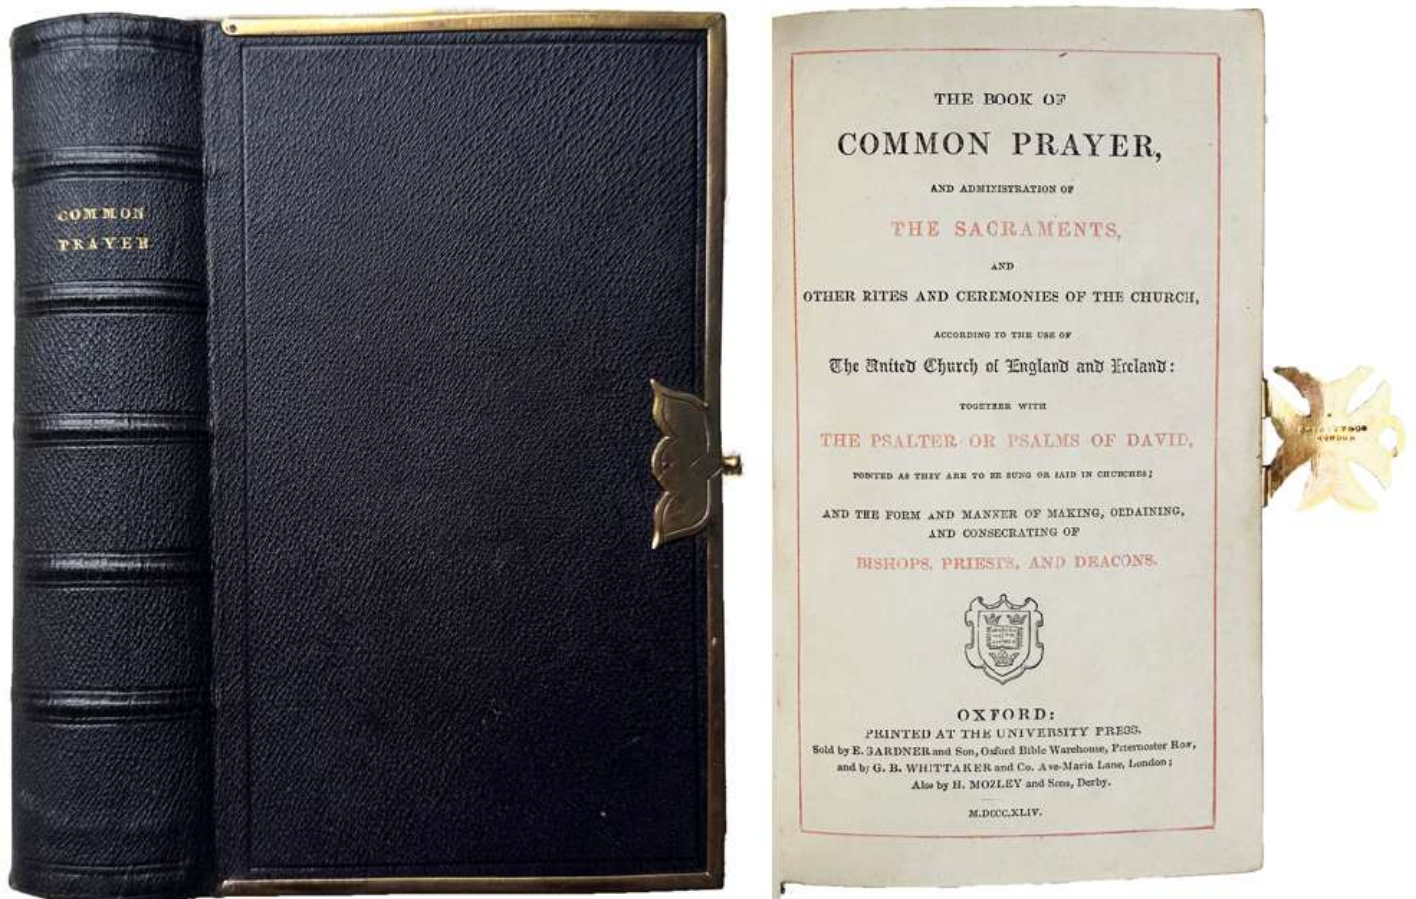 COMMON
PRAYER
THE BOOK OF
COMMON PRAYER,
AND ADMINISTRATION OF
THE SACRAMENTS,
AND
OTHER RITES AND CEREMONIES OF THE CHURCH,
ACCORDING TO THE USE OF
The United Church of England and Ireland:
TOGETHER WITH
THE PSALTER OR PSALMS OF DAVID,
POINTED AS THEY ARE TO BE SUNG OR SAID IN CHURCHES;
AND THE FORM AND MANNER OF MAKING, ORDAINING,
AND CONSECRATING OF
BISHOPS, PRIESTS, AND DEACONS.
OXFORD:
PRINTED AT THE UNIVERSITY PRESS.
Sold by E. GARDNER and Son, Oxford Bible Warehouse, Paternoster Row,
and by G. B. WHITTAKER and Co. Ave-Maria Lane, London;
Also by H. MOZLEY and Sons, Derby.
M.DCCC.XLIV.
LONDON